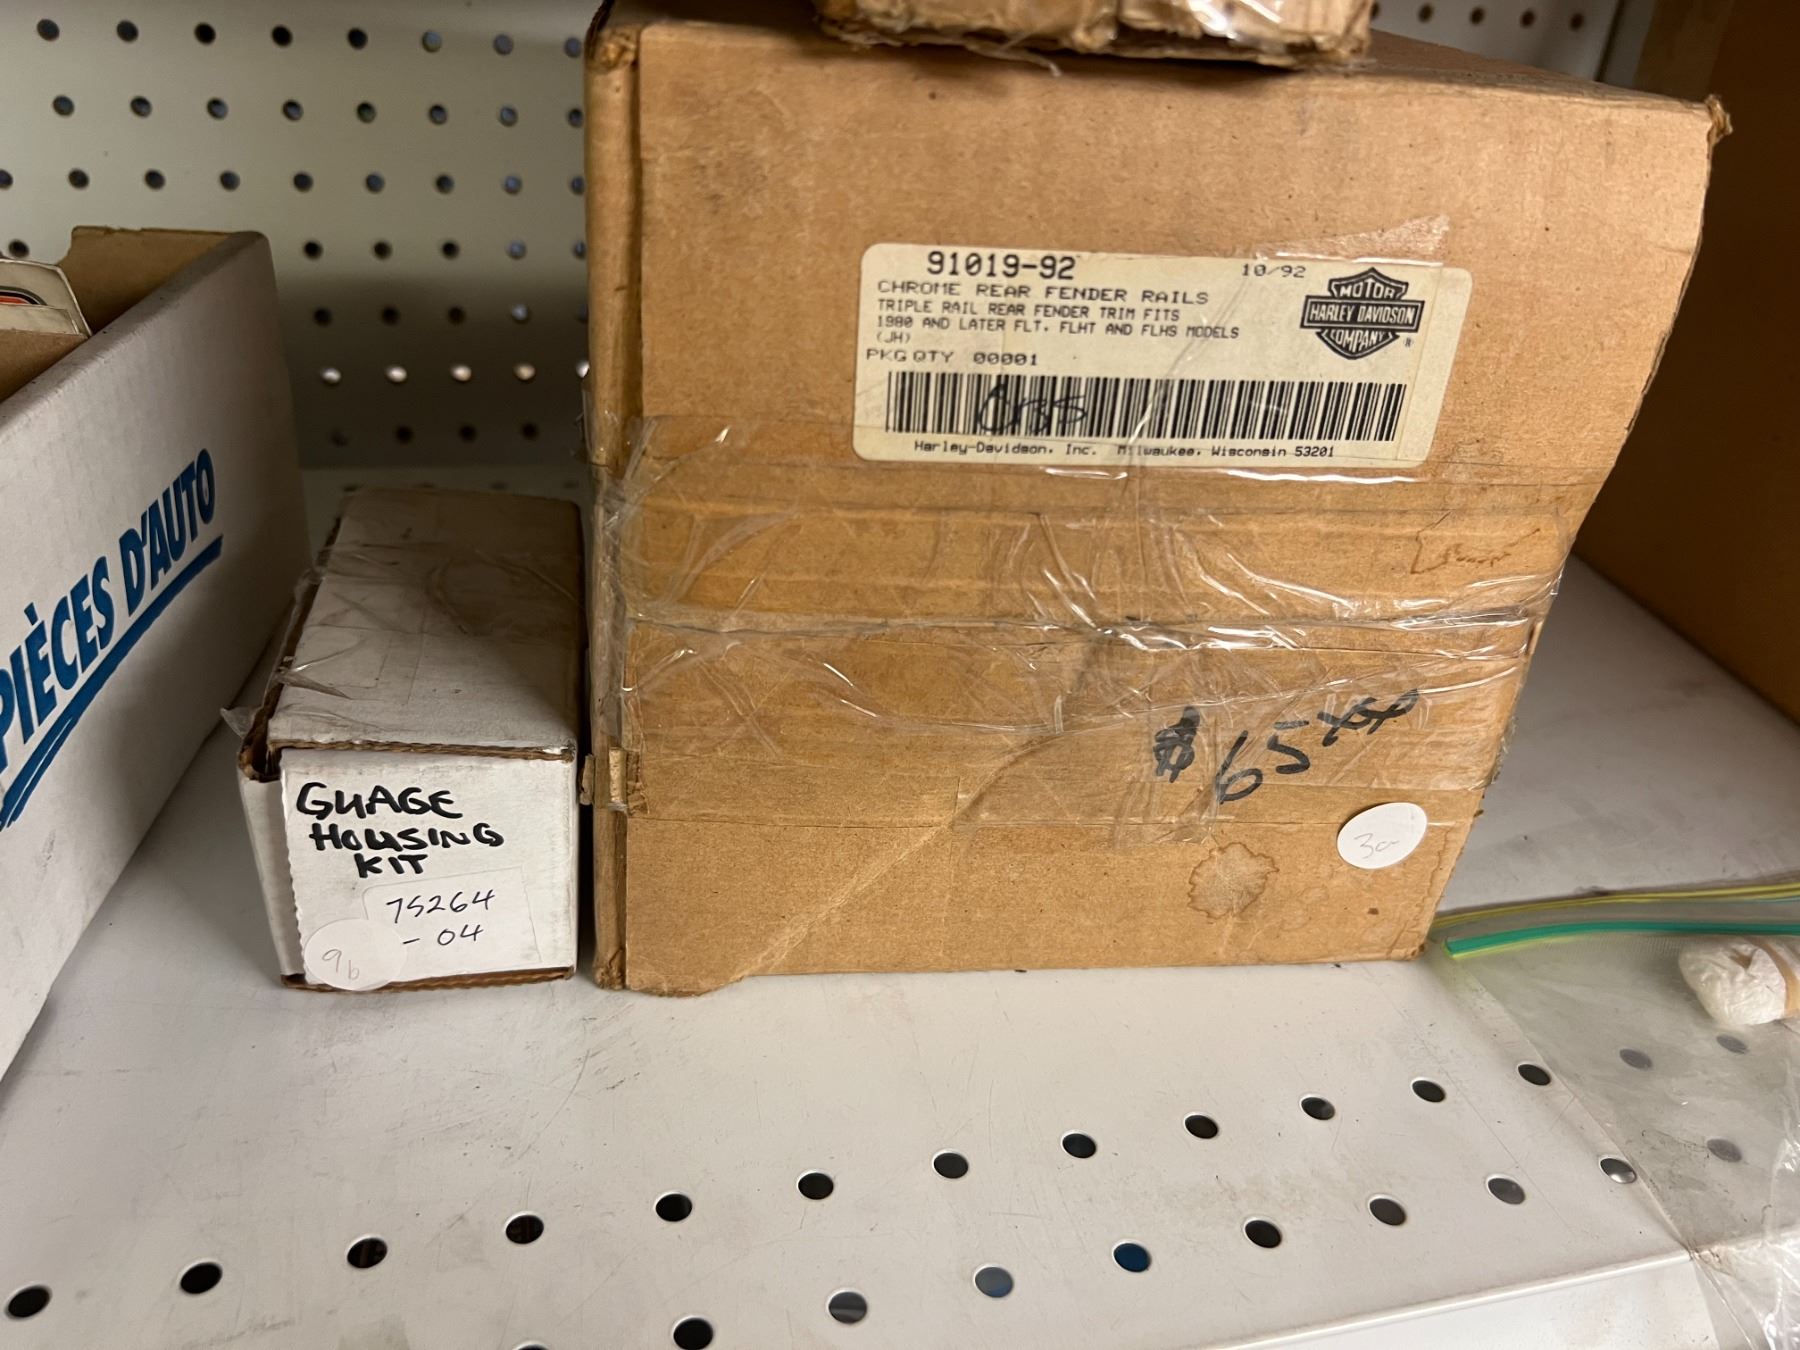 PIÈCES D'AUTO
GUAGE
HOUSING
KIT
75264
- 04
9b
91019-92
10/92
CHROME REAR FENDER RAILS
TRIPLE RAIL REAR FENDER TRIM FITS
1980 AND LATER FLT, FLHT AND FLHS MODELS
(JH)
PKG QTY 00001
MOTOR
HARLEY-DAVIDSON
COMPANY
®
OBS
Harley-Davidson, Inc. Milwaukee, Wisconsin 53201
$65